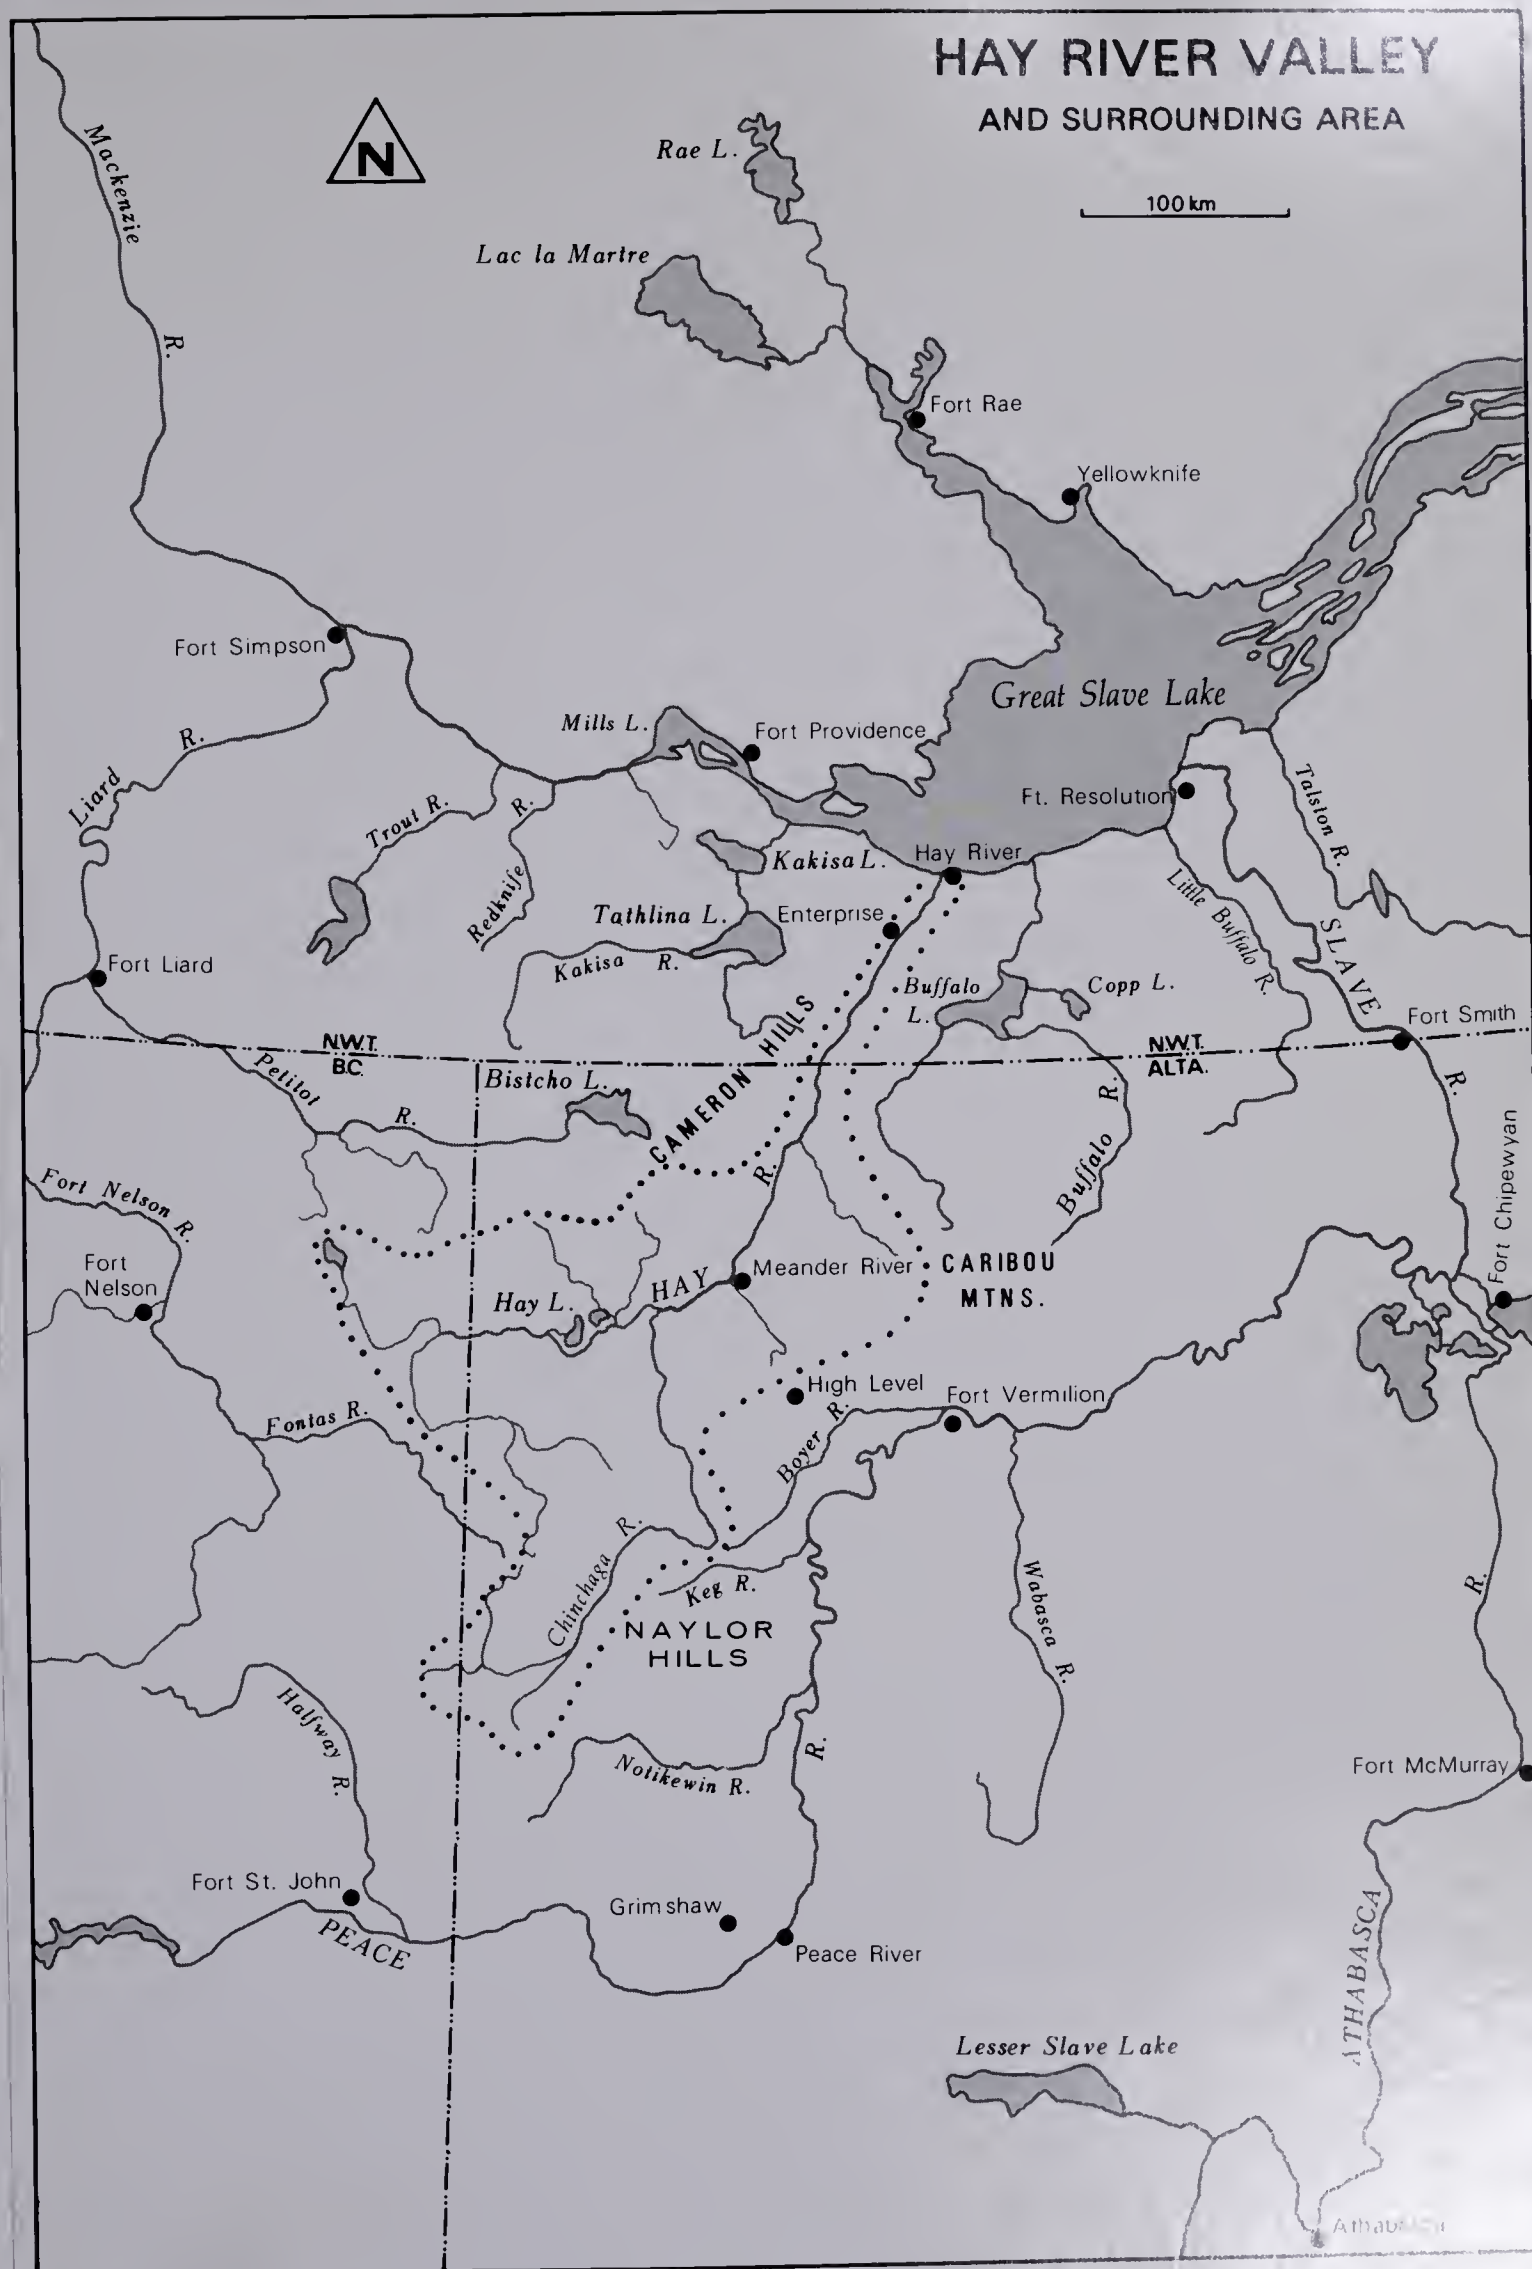 HAY RIVER VALLEY
AND SURROUNDING AREA
N
100 km
Rae L.
Lac la Martre
Mackenzie
R.
Fort Rae
Yellowknife
Fort Simpson
Great Slave Lake
Mills L.
Fort Providence
R.
Liard
Trout R.
R.
Redknife
Ft. Resolution
Talston R.
Kakisa L.
Hay River
Tathlina L.
Enterprise
Little Buffalo R.
SLAVE
Kakisa R.
Fort Liard
Buffalo
L.
Copp L.
Fort Smith
N.W.T.
B.C.
N.W.T.
ALTA.
CAMERON HILLS
Petitot
R.
Bistcho L.
R.
R.
Buffalo
R.
Fort Chipewyan
Fort Nelson R.
Fort
Nelson
Meander River
CARIBOU
MTNS.
HAY
Hay L.
High Level
Fort Vermilion
Fontas R.
Boyer R.
Chinchaga R.
Keg R.
Wabasca R.
R.
NAYLOR
HILLS
Halfway R.
Notikewin R.
R.
Fort McMurray
Fort St. John
PEACE
Grimshaw
Peace River
ATHABASCA
Lesser Slave Lake